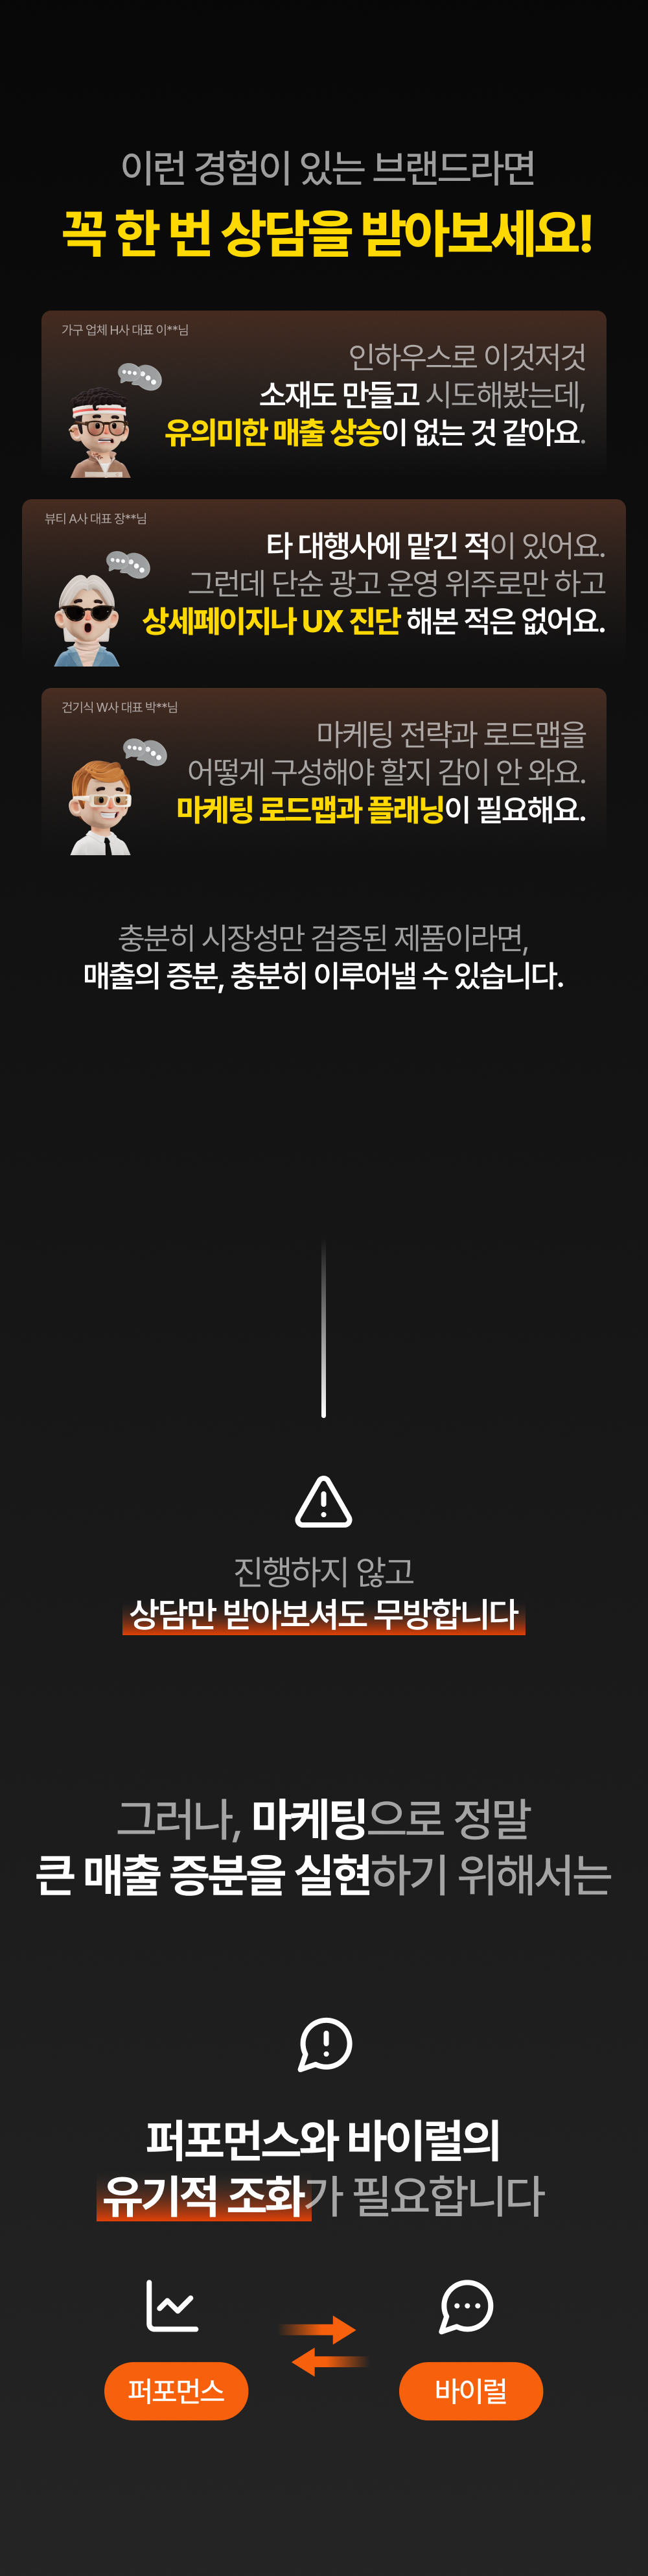 이런 경험이 있는 브랜드라면
꼭 한 번 상담을 받아보세요!
가구 업체 H사 대표 이**님
인하우스로 이것저것
소재도 만들고 시도해봤는데,
유의미한 매출 상승이 없는 것 같아요.
뷰티 A사 대표 장**님
타 대행사에 맡긴 적이 있어요.
그런데 단순 광고 운영 위주로만 하고
상세페이지나 UX 진단 해본 적은 없어요.
건기식 W사 대표 박**님
마케팅 전략과 로드맵을
어떻게 구성해야 할지 감이 안 와요.
마케팅 로드맵과 플래닝이 필요해요.
충분히 시장성만 검증된 제품이라면,
매출의 증분, 충분히 이루어낼 수 있습니다.
진행하지 않고
상담만 받아보셔도 무방합니다
그러나, 마케팅으로 정말
큰 매출 증분을 실현하기 위해서는
퍼포먼스와 바이럴의
유기적 조화가 필요합니다
퍼포먼스
바이럴